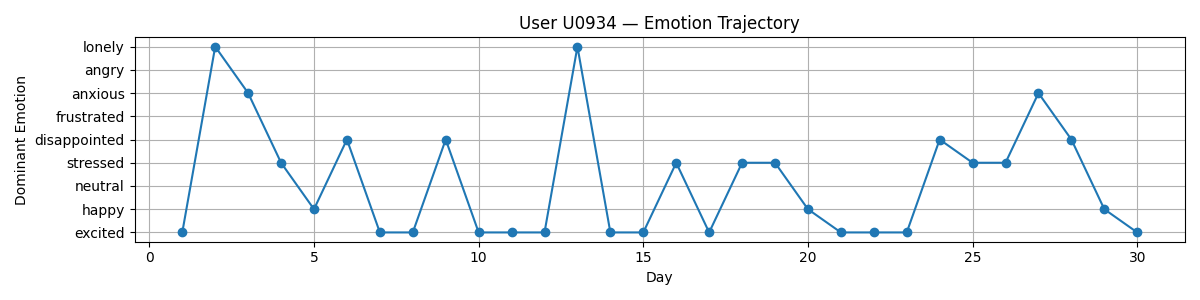 User U0934 — Emotion Trajectory
Dominant Emotion
lonely
angry
anxious
frustrated
disappointed
stressed
neutral
happy
excited
0 5 10 15 20 25 30
Day